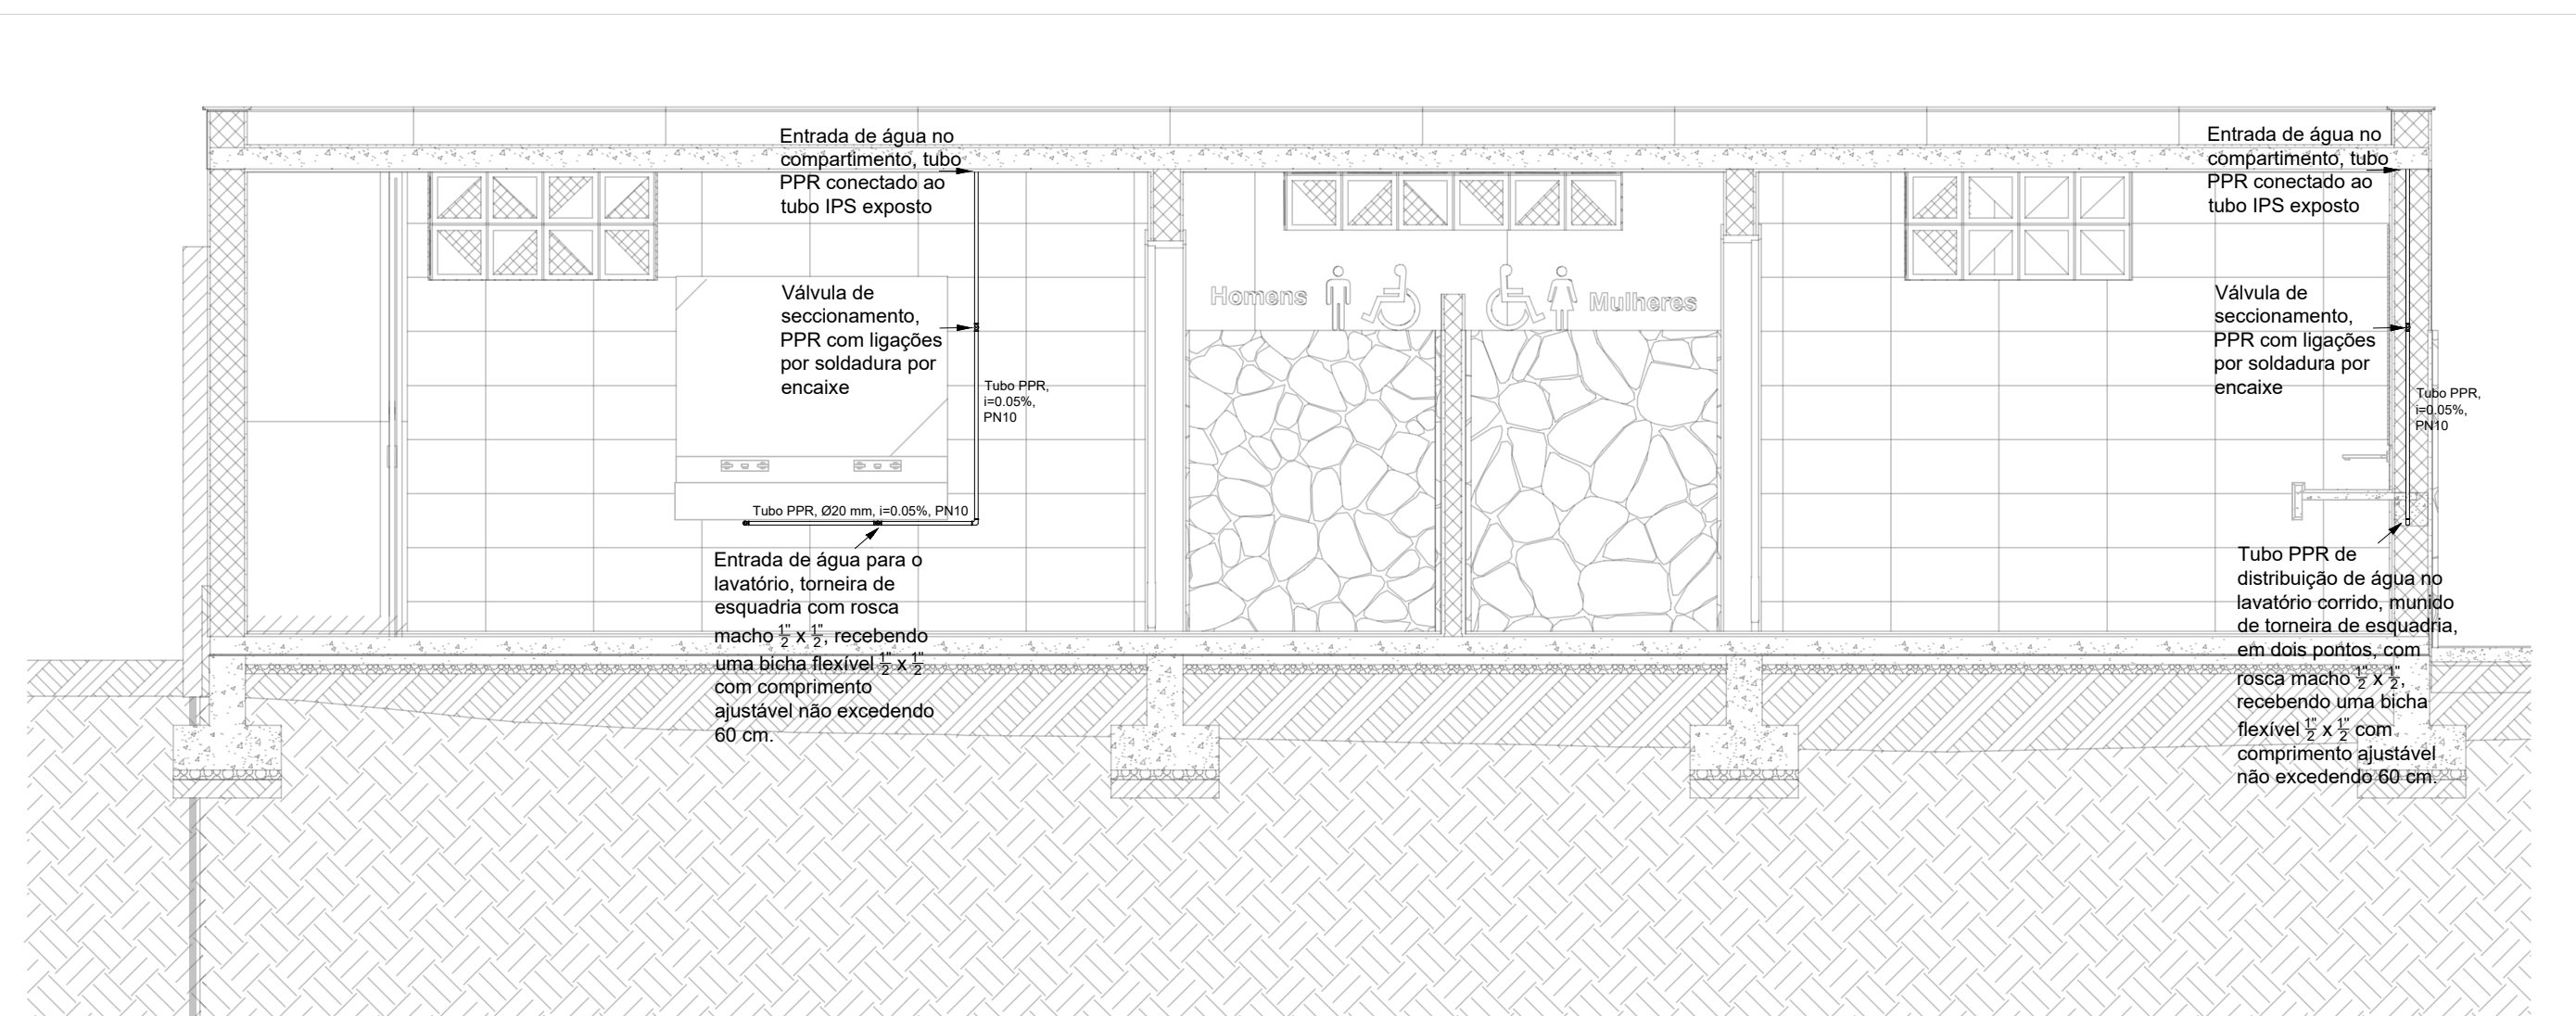 Entrada de água no
compartimento, tubo
PPR conectado ao
tubo IPS exposto
Válvula de
seccionamento,
PPR com ligações
por soldadura por
encaixe
Tubo PPR,
i=0.05%,
PN10
Tubo PPR, Ø20 mm, i=0.05%, PN10
Entrada de água para o
lavatório, torneira de
esquadria com rosca
macho 1/2" x 1/2", recebendo
uma bicha flexível 1/2" x 1/2"
com comprimento
ajustável não excedendo
60 cm.
Homens
Mulheres
Entrada de água no
compartimento, tubo
PPR conectado ao
tubo IPS exposto
Válvula de
seccionamento,
PPR com ligações
por soldadura por
encaixe
Tubo PPR,
i=0.05%,
PN10
Tubo PPR de
distribuição de água no
lavatório corrido, munido
de torneira de esquadria,
em dois pontos, com
rosca macho 1/2" x 1/2",
recebendo uma bicha
flexível 1/2" x 1/2" com
comprimento ajustável
não excedendo 60 cm.